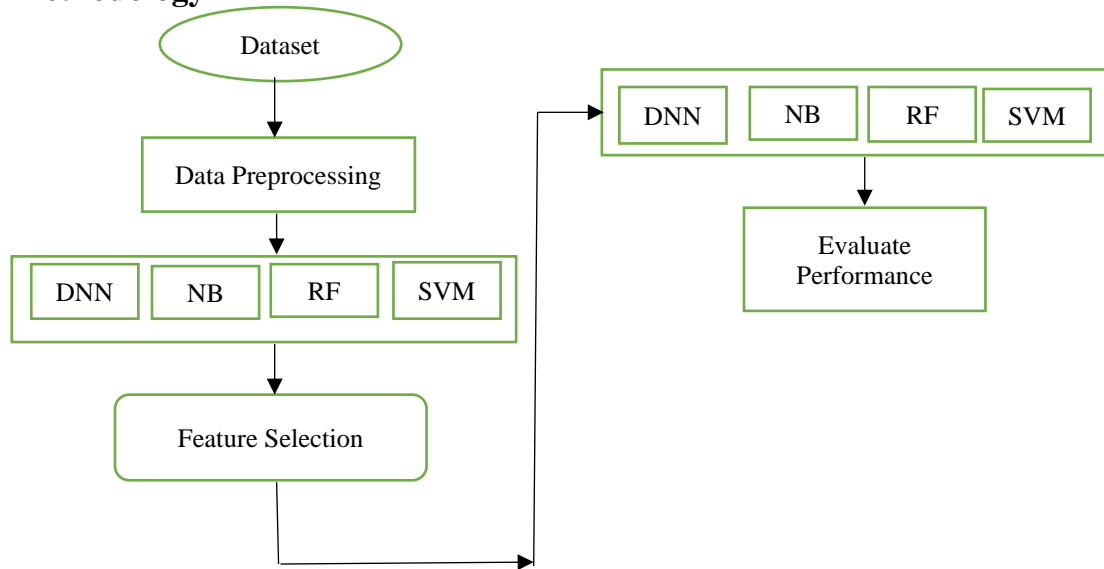 Dataset
Data Preprocessing
DNN NB RF SVM
Feature Selection
DNN NB RF SVM
Evaluate
Performance